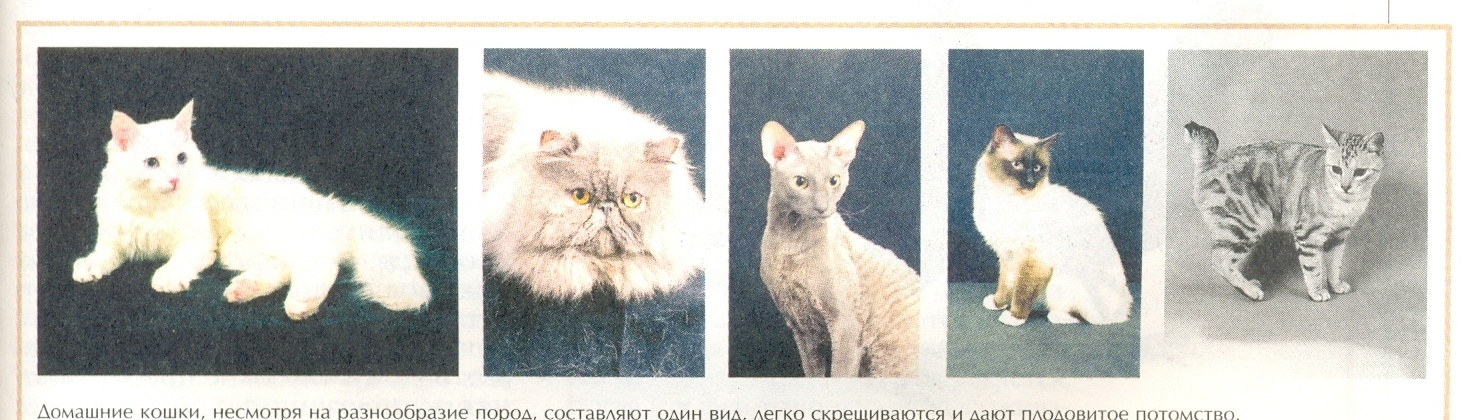 Домашние кошки, несмотря на разнообразие пород, составляют один вид, легко скрещиваются и дают плодовитое потомство.